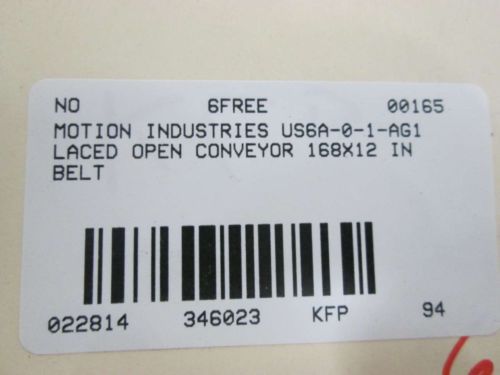 NO 6FREE 00165
MOTION INDUSTRIES US6A-0-1-AG1
LACED OPEN CONVEYOR 168X12 IN
BELT
022814 346023 KFP 94